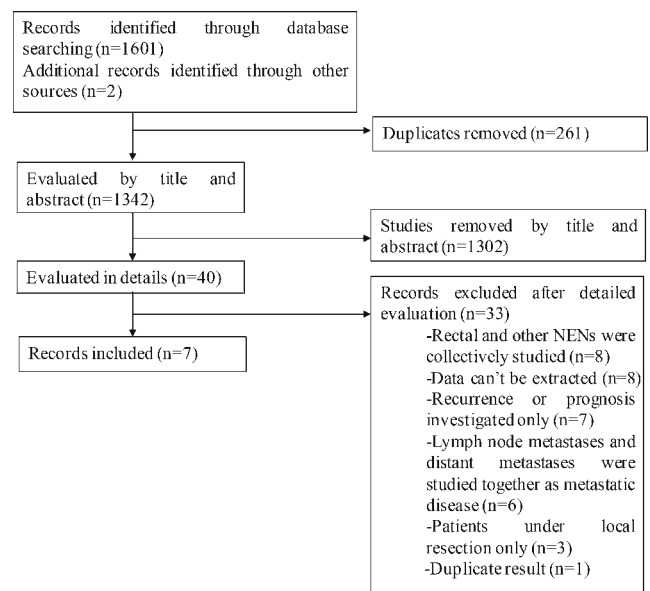 Records identified through database
searching (n=1601)
Additional records identified through other
sources (n=2)
Duplicates removed (n=261)
Evaluated by title and
abstract (n=1342)
Studies removed by title and
abstract (n=1302)
Evaluated in details (n=40)
Records excluded after detailed
evaluation (n=33)
-Rectal and other NENs were
collectively studied (n=8)
-Data can't be extracted (n=8)
-Recurrence or prognosis
investigated only (n=7)
-Lymph node metastases and
distant metastases were
studied together as metastatic
disease (n=6)
-Patients under local
resection only (n=3)
-Duplicate result (n=1)
Records included (n=7)